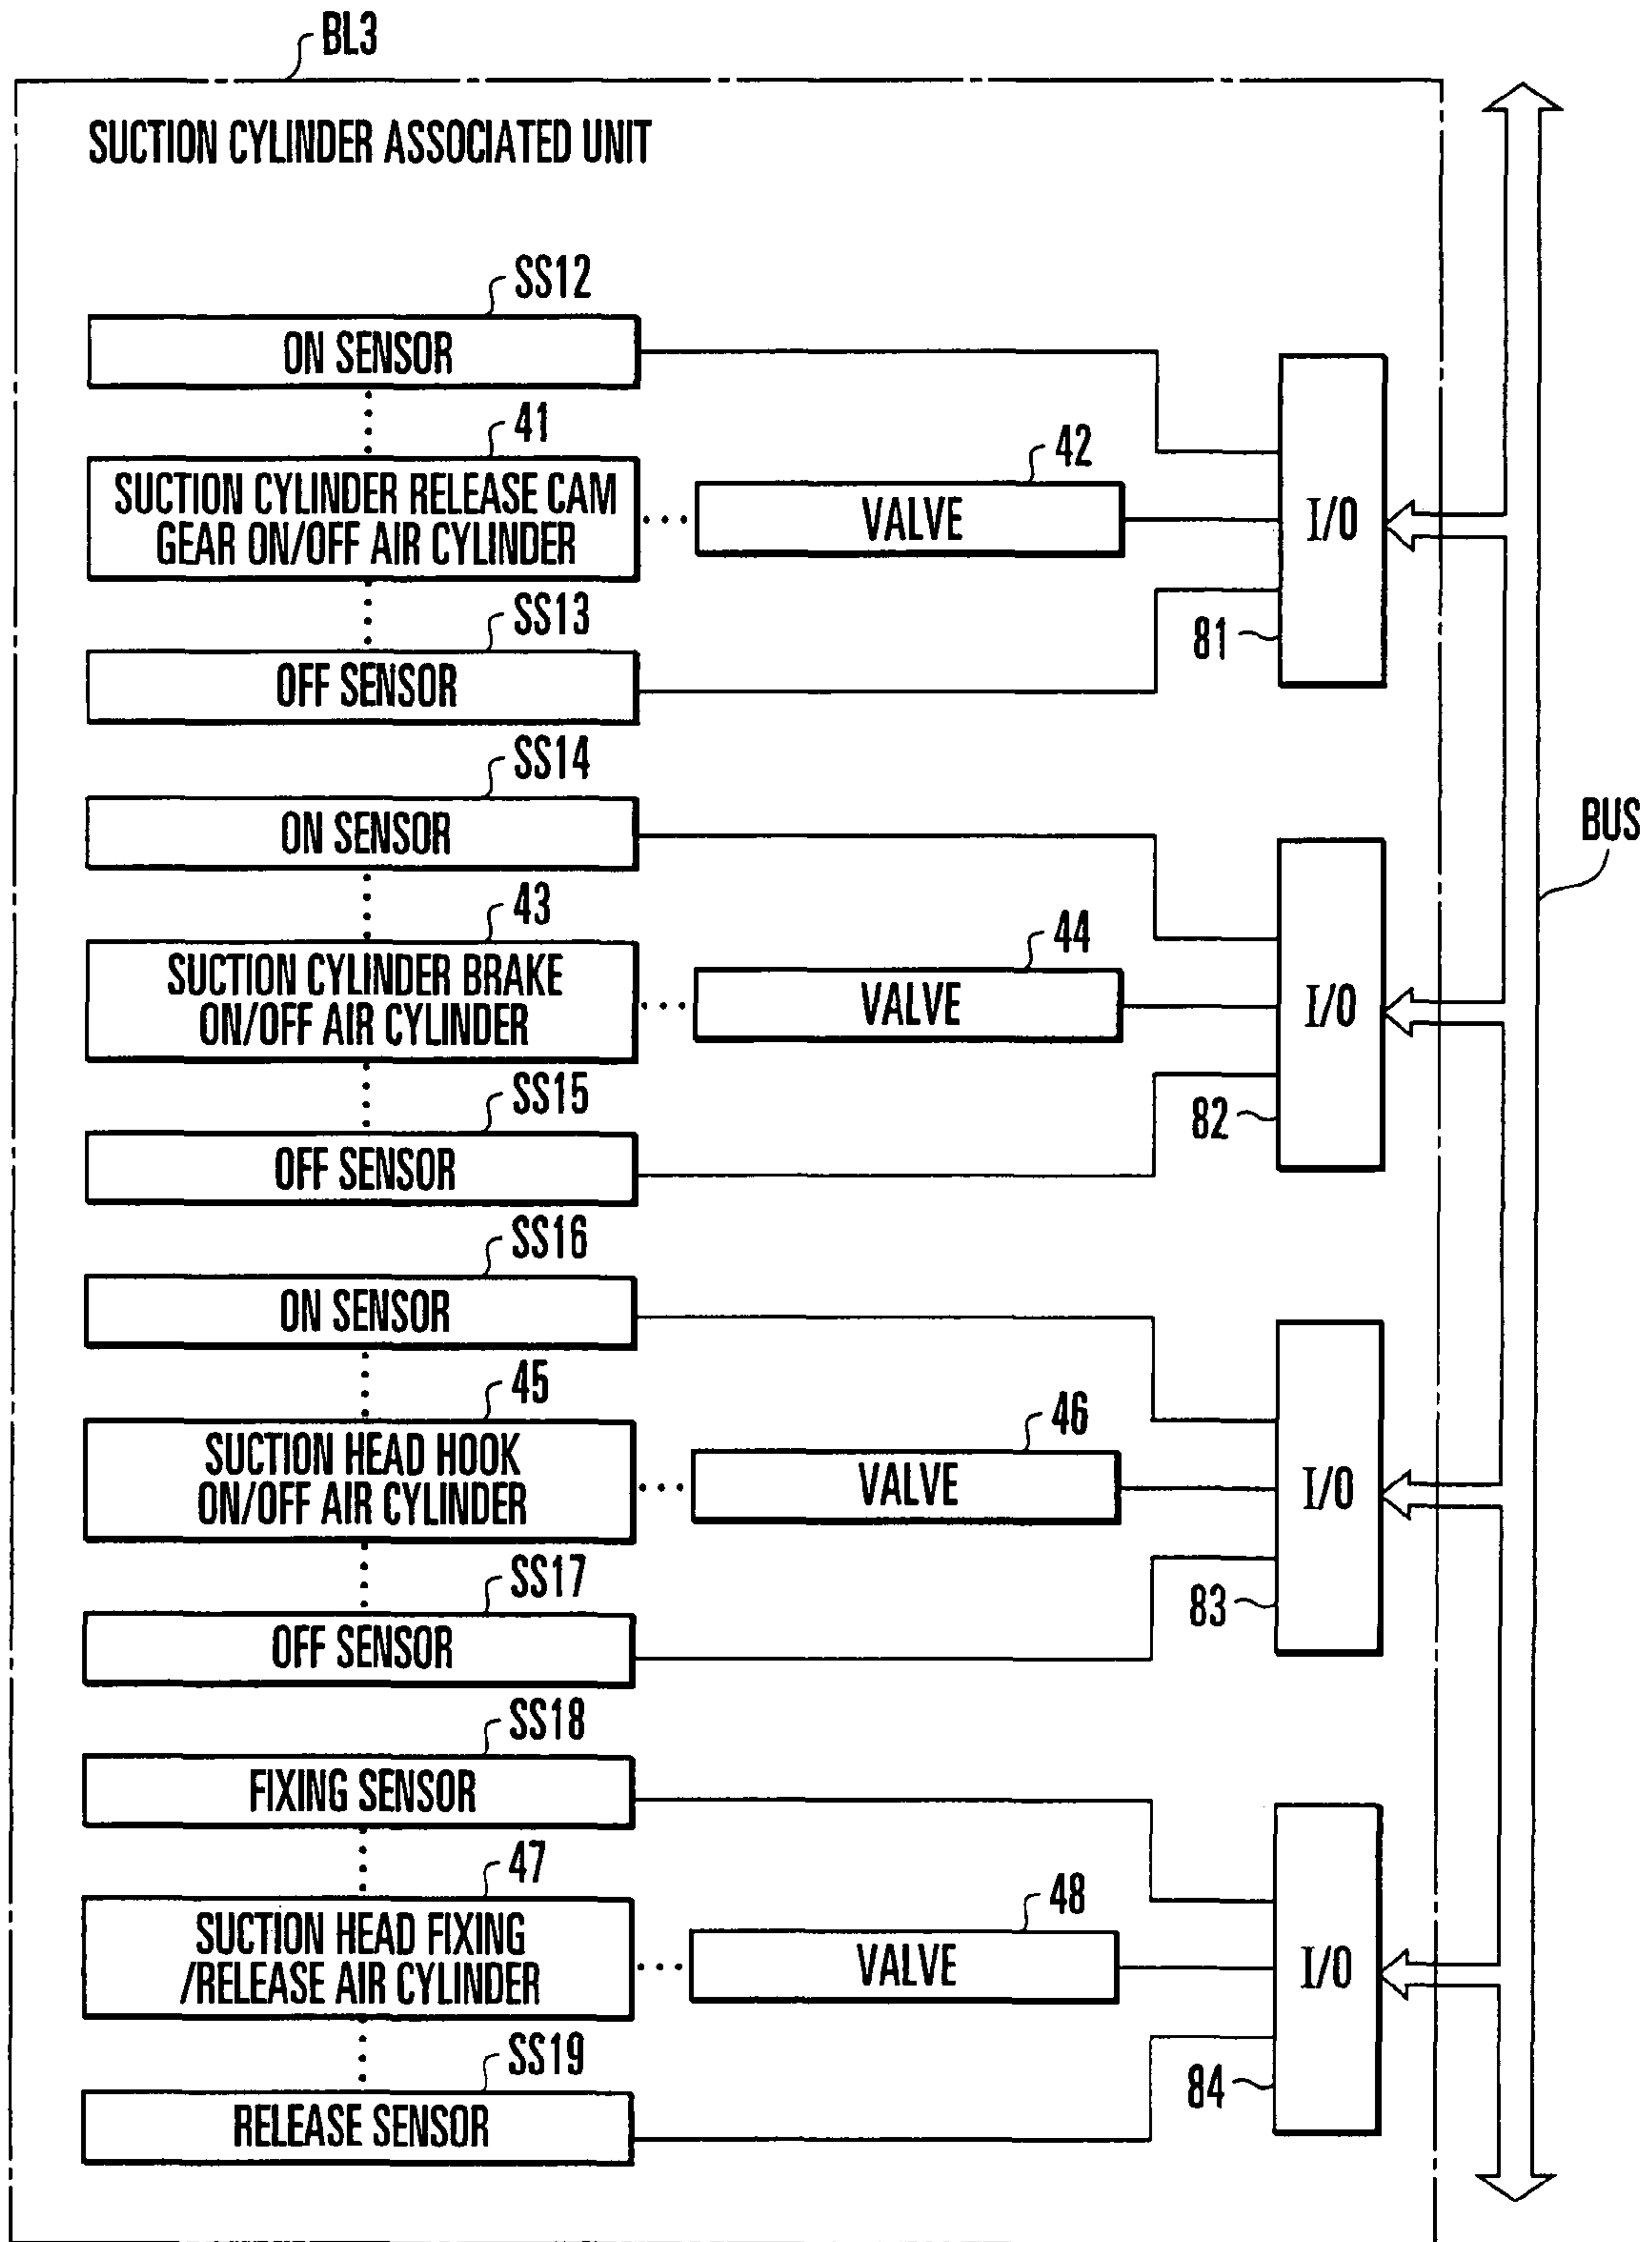 BL3
SUCTION CYLINDER ASSOCIATED UNIT
SS12
ON SENSOR
41
SUCTION CYLINDER RELEASE CAM
GEAR ON/OFF AIR CYLINDER
42
VALVE
I/O
SS13
81
OFF SENSOR
SS14
ON SENSOR
BUS
43
SUCTION CYLINDER BRAKE
ON/OFF AIR CYLINDER
44
VALVE
I/O
SS15
82
OFF SENSOR
SS16
ON SENSOR
45
SUCTION HEAD HOOK
ON/OFF AIR CYLINDER
46
VALVE
I/O
SS17
83
OFF SENSOR
SS18
FIXING SENSOR
47
SUCTION HEAD FIXING
/RELEASE AIR CYLINDER
48
VALVE
I/O
SS19
84
RELEASE SENSOR